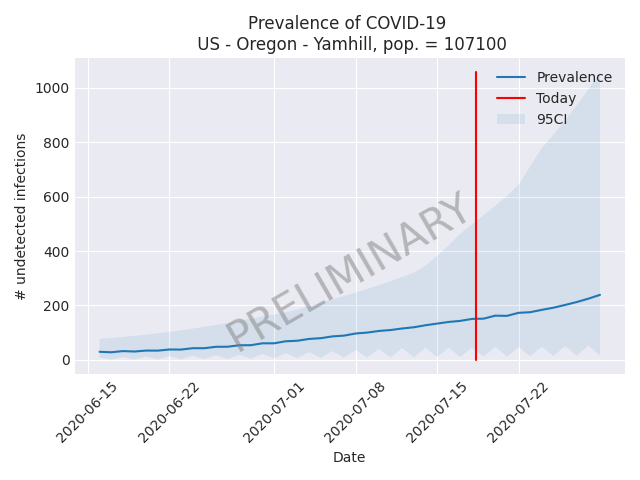 Prevalence of COVID-19
US - Oregon - Yamhill, pop. = 107100
Prevalence
Today
95CI
1000
800
600
400
200
0
# undetected infections
PRELIMINARY
2020-06-15
2020-06-22
2020-07-01
2020-07-08
2020-07-15
2020-07-22
Date